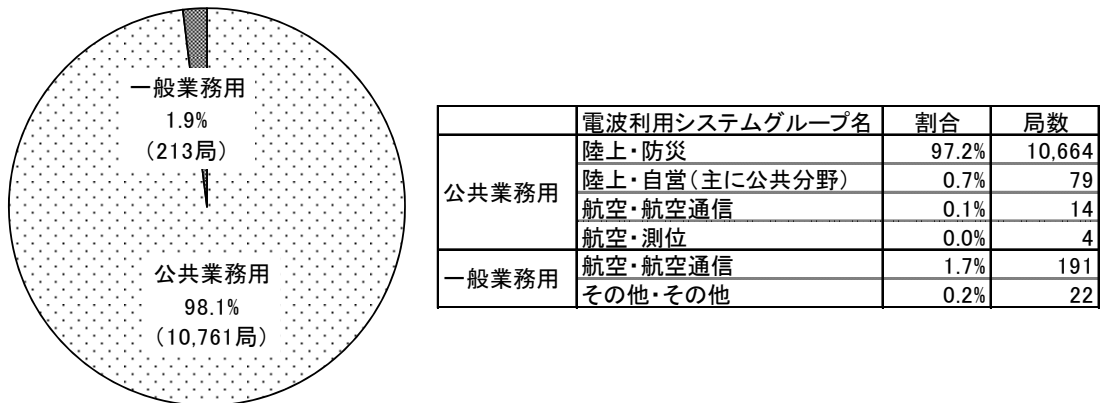 一般業務用
1.9%
(213局)
公共業務用
98.1%
(10,761局)
電波利用システムグループ名 割合 局数
公共業務用
陸上・防災 97.2% 10,664
陸上・自営(主に公共分野) 0.7% 79
航空・航空通信 0.1% 14
航空・測位 0.0% 4
一般業務用
航空・航空通信 1.7% 191
その他・その他 0.2% 22